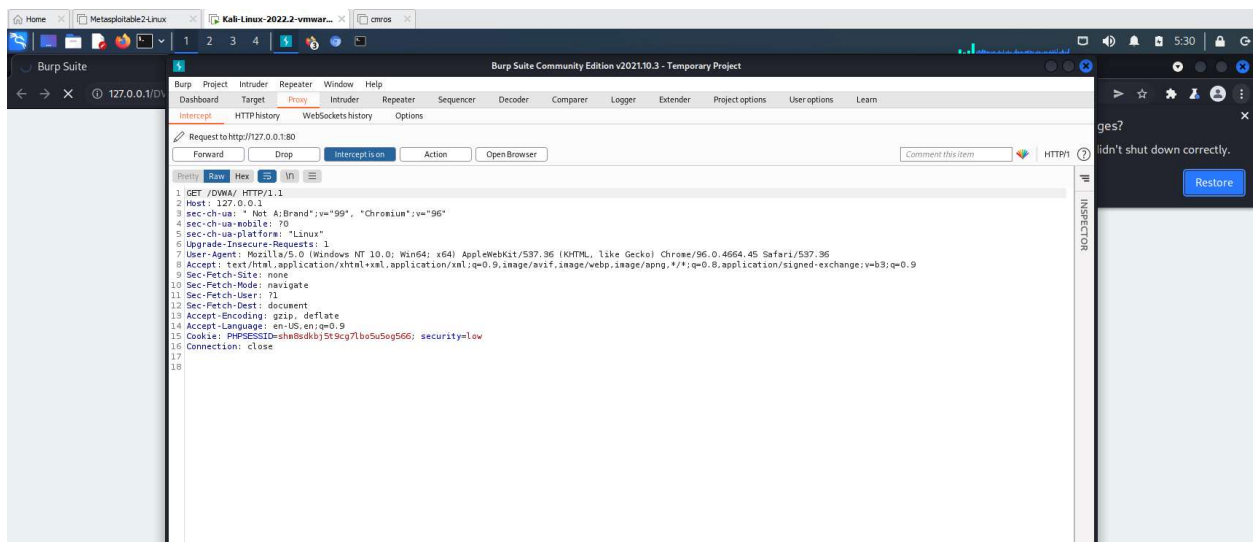 Home Metasploitable2-Linux Kali-Linux-2022.2-vmwar... cmros
1 2 3 4 5:30
Burp Suite
Burp Suite Community Edition v2021.10.3 - Temporary Project
127.0.0.1/DV
Burp Project Intruder Repeater Window Help
Dashboard Target Proxy Intruder Repeater Sequencer Decoder Comparer Logger Extender Project options User options Learn
Intercept HTTP history WebSockets history Options
ges?
Request to http://127.0.0.1:80
Forward Drop Intercept is on Action Open Browser Comment this item HTTP/1
lidn't shut down correctly.
Restore
Pretty Raw Hex \n
INSPECTOR
1 GET /DVWA/ HTTP/1.1
2 Host: 127.0.0.1
3 sec-ch-ua: " Not A;Brand";v="99", "Chromium";v="96"
4 sec-ch-ua-mobile: ?0
5 sec-ch-ua-platform: "Linux"
6 Upgrade-Insecure-Requests: 1
7 User-Agent: Mozilla/5.0 (Windows NT 10.0; Win64; x64) AppleWebKit/537.36 (KHTML, like Gecko) Chrome/96.0.4664.45 Safari/537.36
8 Accept: text/html,application/xhtml+xml,application/xml;q=0.9,image/avif,image/webp,image/apng,*/*;q=0.8,application/signed-exchange;v=b3;q=0.9
9 Sec-Fetch-Site: none
10 Sec-Fetch-Mode: navigate
11 Sec-Fetch-User: ?1
12 Sec-Fetch-Dest: document
13 Accept-Encoding: gzip, deflate
14 Accept-Language: en-US,en;q=0.9
15 Cookie: PHPSESSID=shm8sdkbj5t9cg7lbo5u5og566; security=low
16 Connection: close
17
18